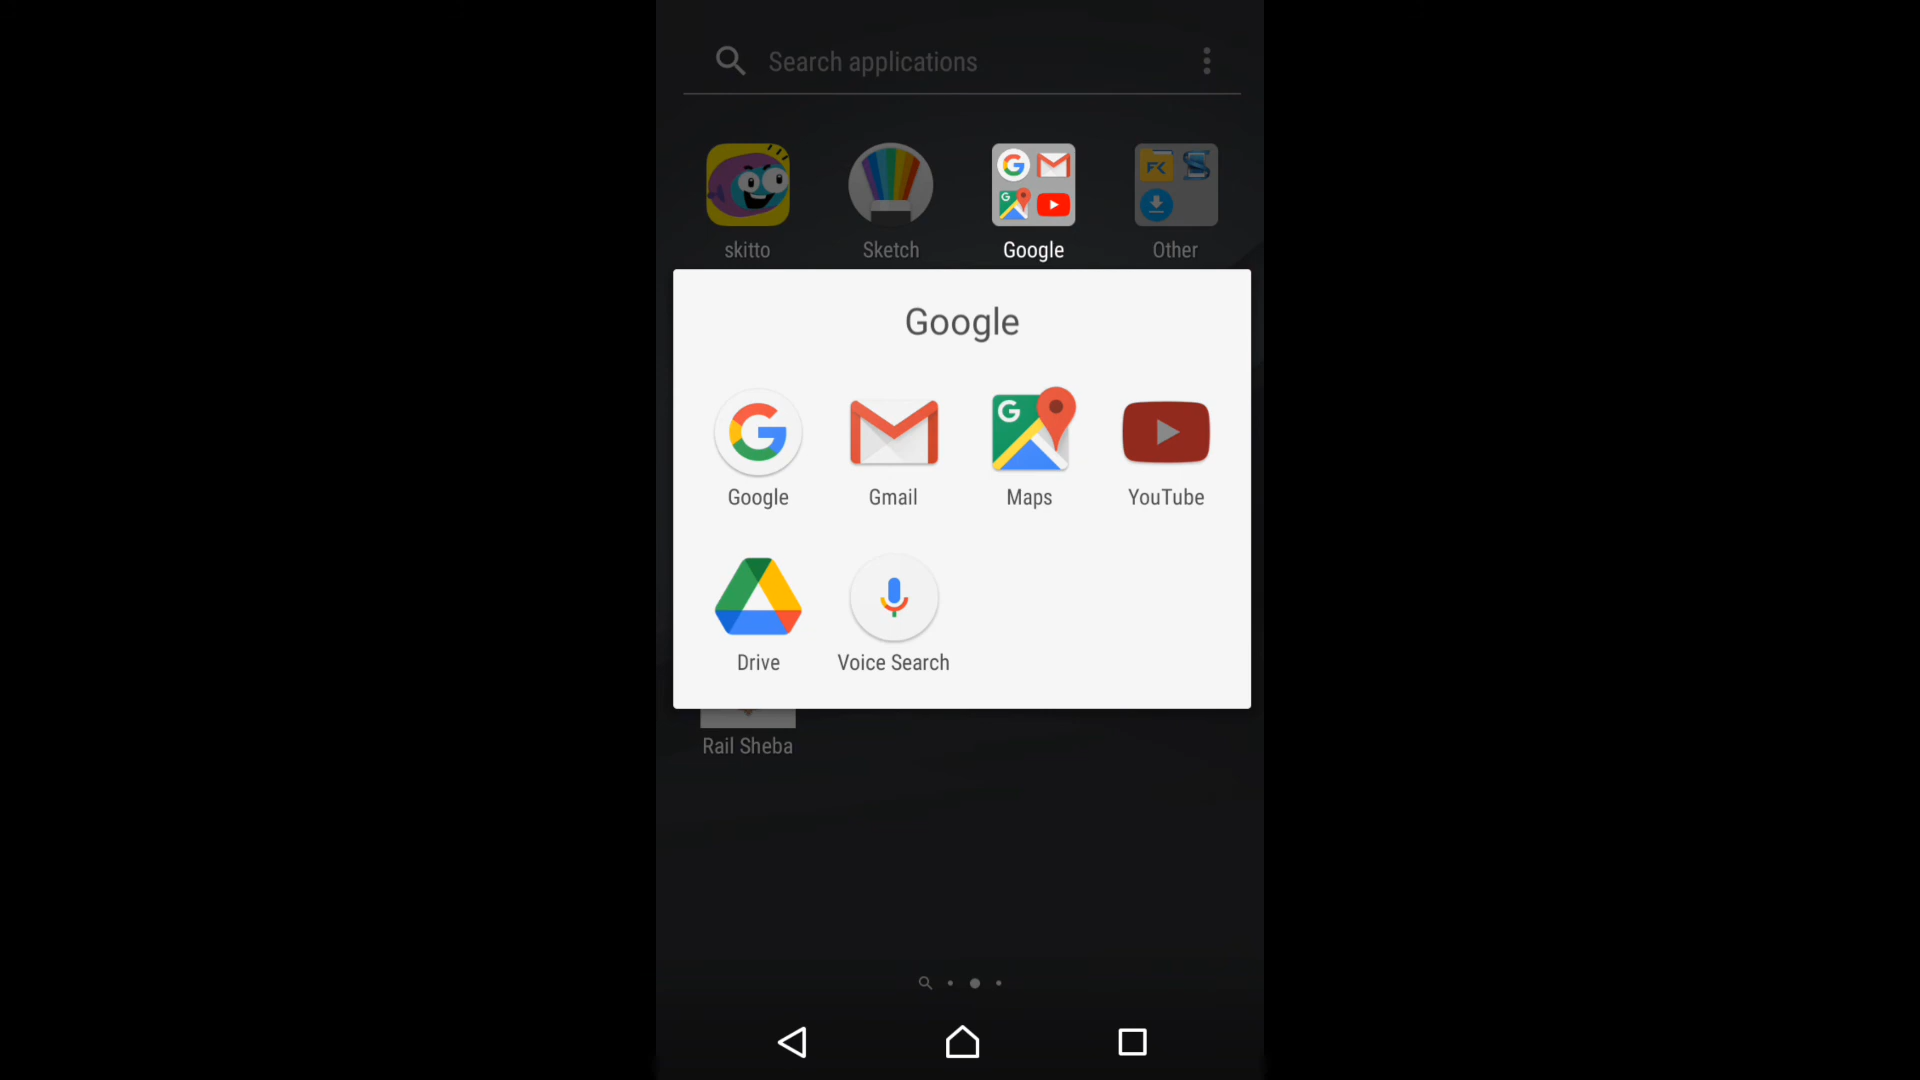 Search applications
skitto
Sketch
Google
Other
Google
Google
Gmail
Maps
YouTube
Drive
Voice Search
Rail Sheba